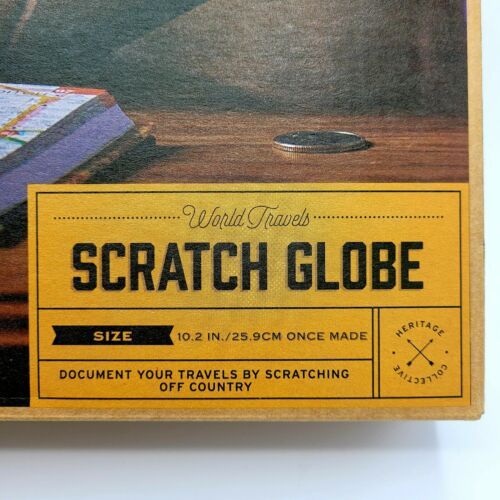 World Travels
SCRATCH GLOBE
SIZE 10.2 IN./25.9CM ONCE MADE
DOCUMENT YOUR TRAVELS BY SCRATCHING
OFF COUNTRY
HERITAGE
COLLECTIVE